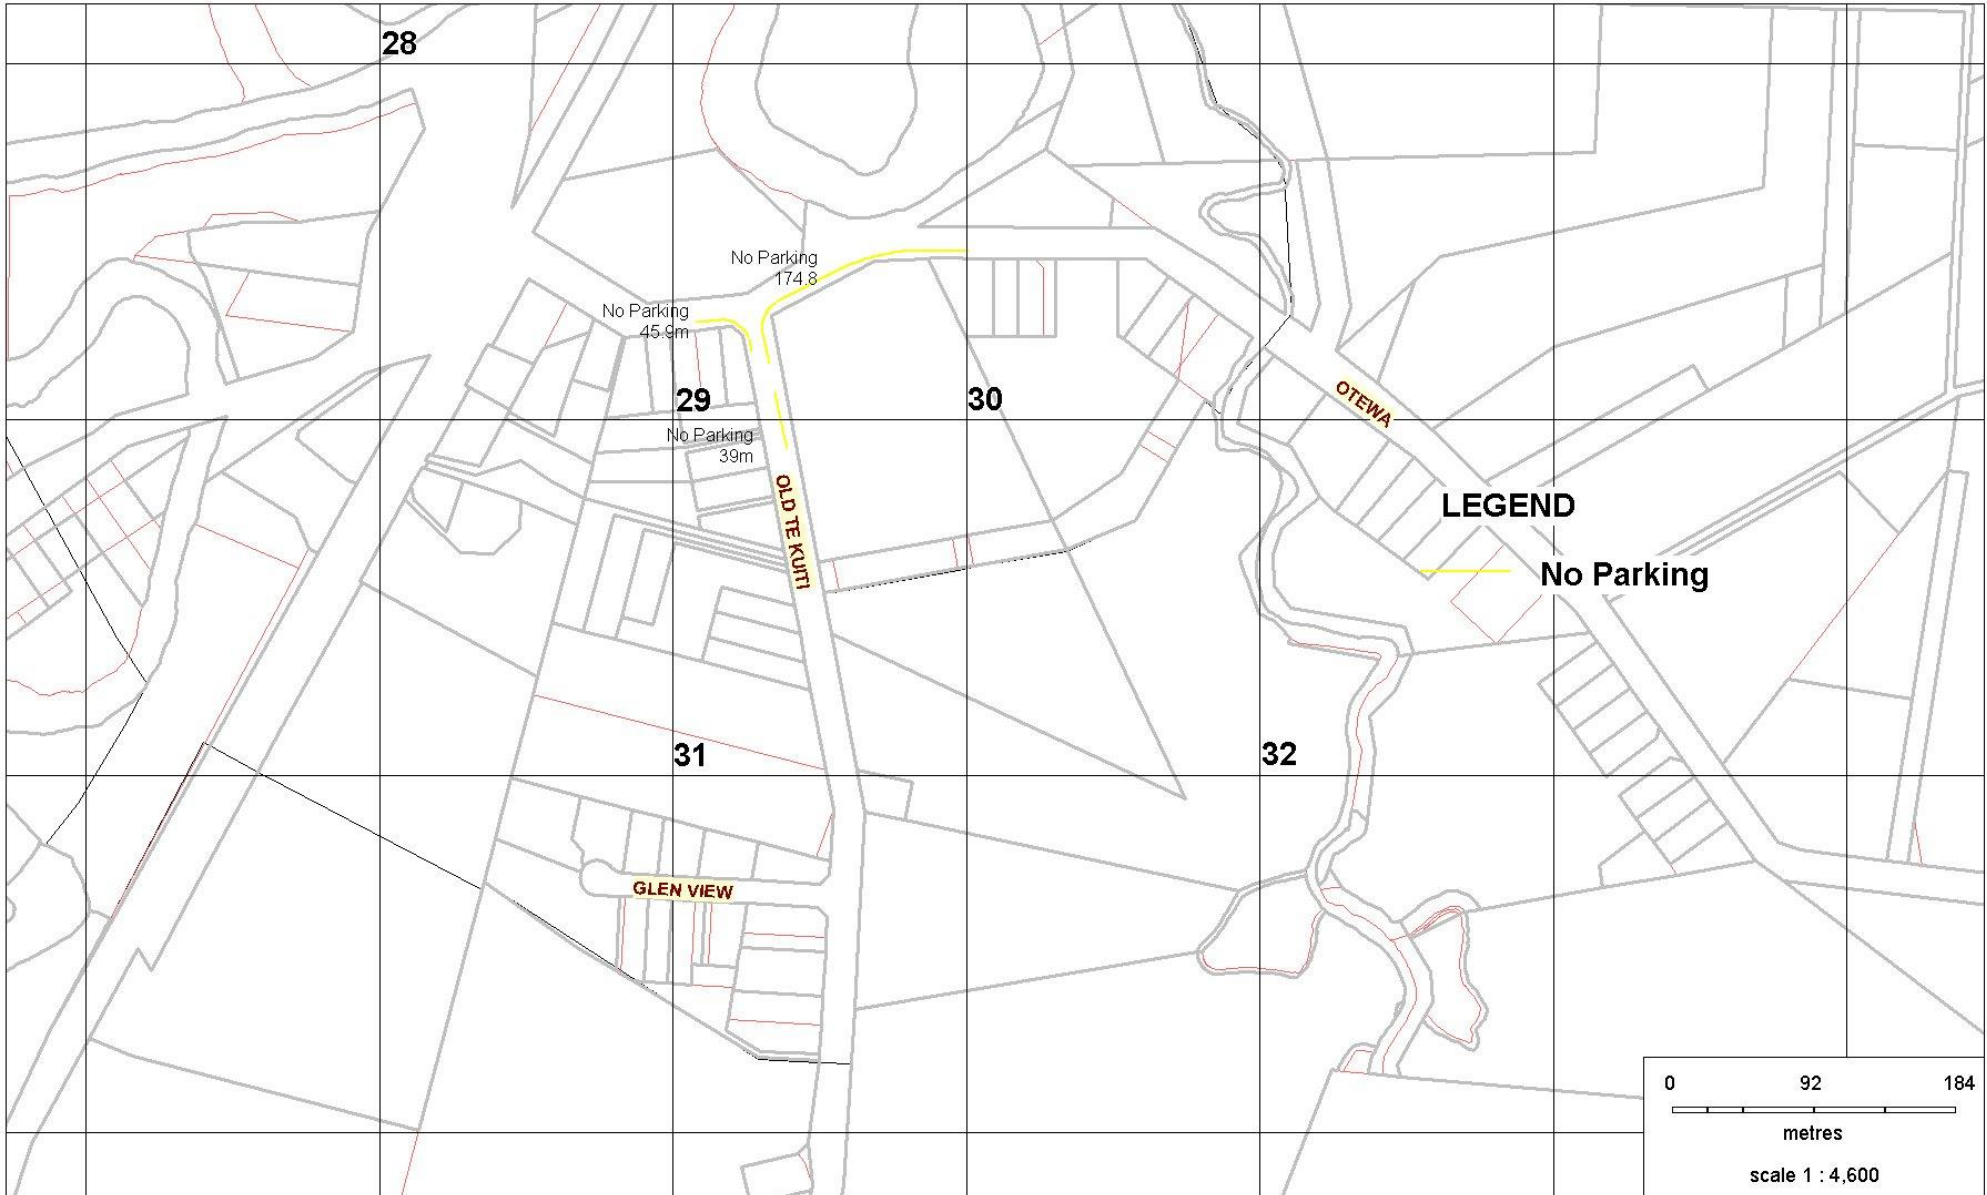 28
No Parking
174.8
No Parking
45.9m
29
30
OTEWA
No Parking
39m
OLD TE KUITI
LEGEND
No Parking
31
32
GLEN VIEW
0 92 184
metres
scale 1 : 4,600